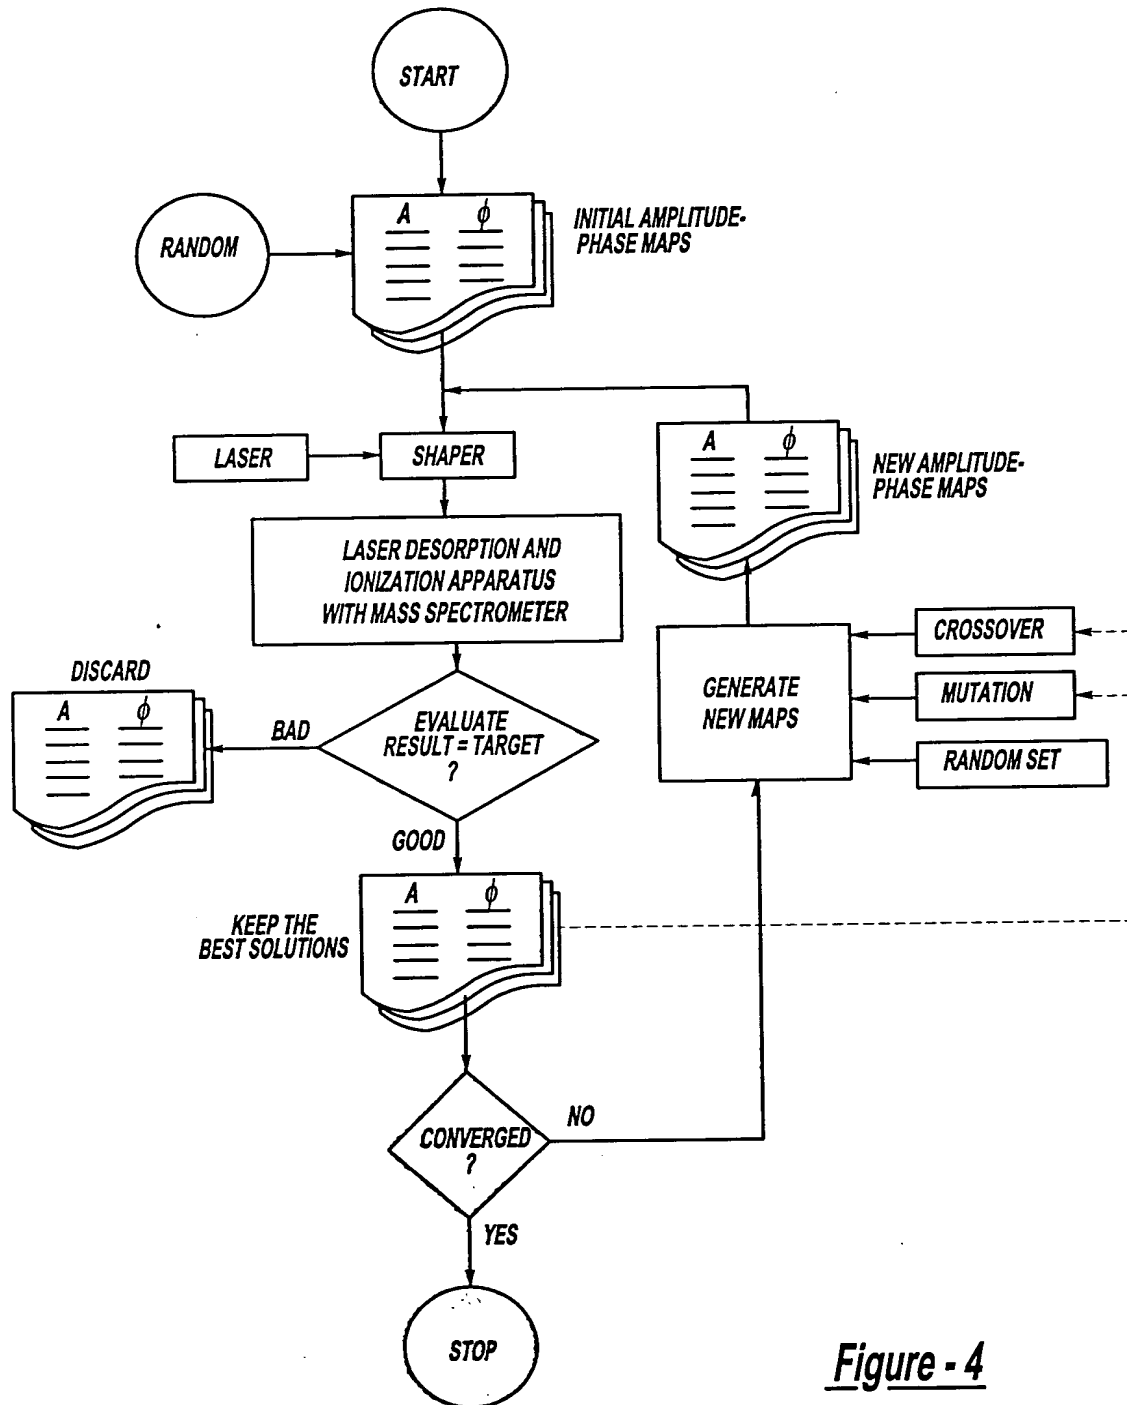 START
RANDOM
A φ
INITIAL AMPLITUDE-
PHASE MAPS
LASER
SHAPER
A φ
NEW AMPLITUDE-
PHASE MAPS
LASER DESORPTION AND
IONIZATION APPARATUS
WITH MASS SPECTROMETER
GENERATE
NEW MAPS
CROSSOVER
MUTATION
RANDOM SET
DISCARD
A φ
BAD
EVALUATE
RESULT = TARGET
?
GOOD
KEEP THE
BEST SOLUTIONS
A φ
CONVERGED
?
NO
YES
STOP
Figure - 4